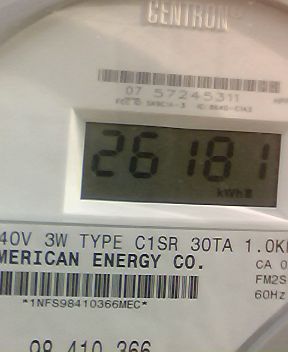 CENTRON®
07 57245311
26181
kWh
40V 3W TYPE C1SR 30TA 1.0K
MERICAN ENERGY CO.
CA 0
FM2S
60Hz
*1NFS98410366MEC*
98 410 366